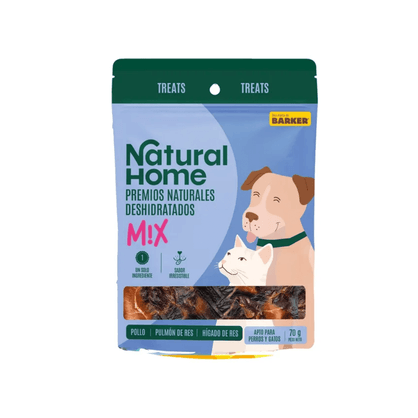 TREATS TREATS
BARKER
Natural
Home
PREMIOS NATURALES
DESHIDRATADOS
M!X
1
UN SOLO
INGREDIENTE
SABOR
IRRESISTIBLE
POLLO PULMÓN DE RES HÍGADO DE RES
APTO PARA
PERROS Y GATOS
70 g
PESO NETO